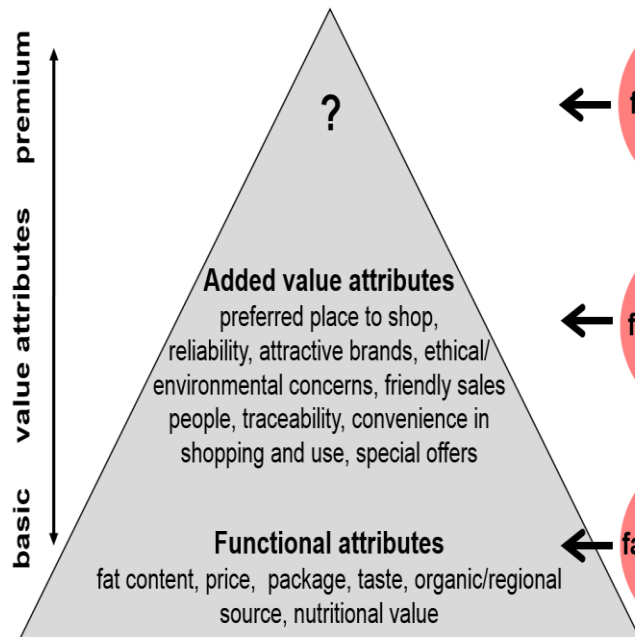 premium
value attributes
basic
?
Added value attributes
preferred place to shop,
reliability, attractive brands, ethical/
environmental concerns, friendly sales
people, traceability, convenience in
shopping and use, special offers
Functional attributes
fat content, price, package, taste, organic/regional
source, nutritional value